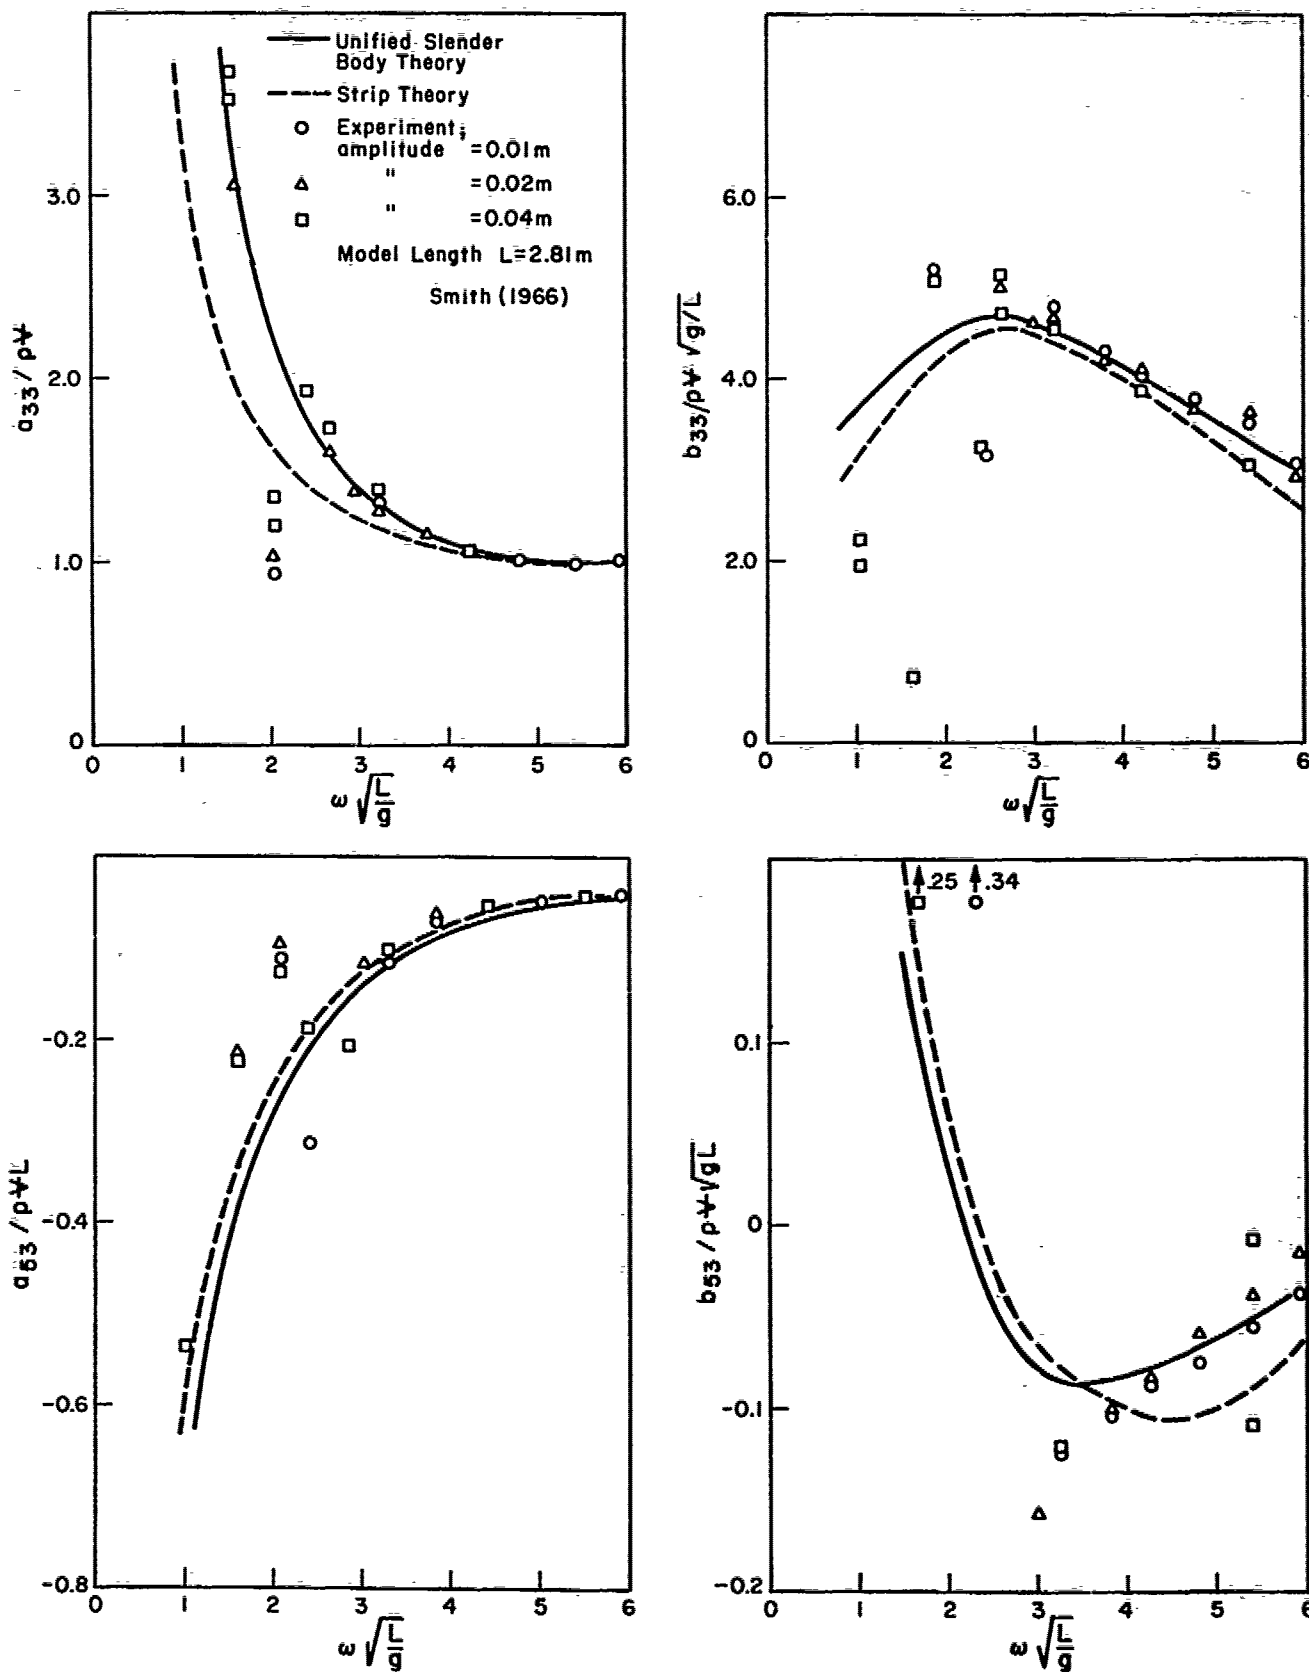 Unified Slender
Body Theory
Strip Theory
Experiment;
amplitude =0.01m
" =0.02m
" =0.04m
Model Length L=2.81m
Smith (1966)
3.0
2.0
1.0
0
a33/ρV
0 1 2 3 4 5 6
ω√L/g
6.0
4.0
2.0
0
b33/ρV√g/L
0 1 2 3 4 5 6
ω√L/g
-0.2
-0.4
-0.6
-0.8
a53/ρVL
0 1 2 3 4 5 6
ω√L/g
.25 .34
0.1
0
-0.1
-0.2
b53/ρV√gL
0 1 2 3 4 5 6
ω√L/g